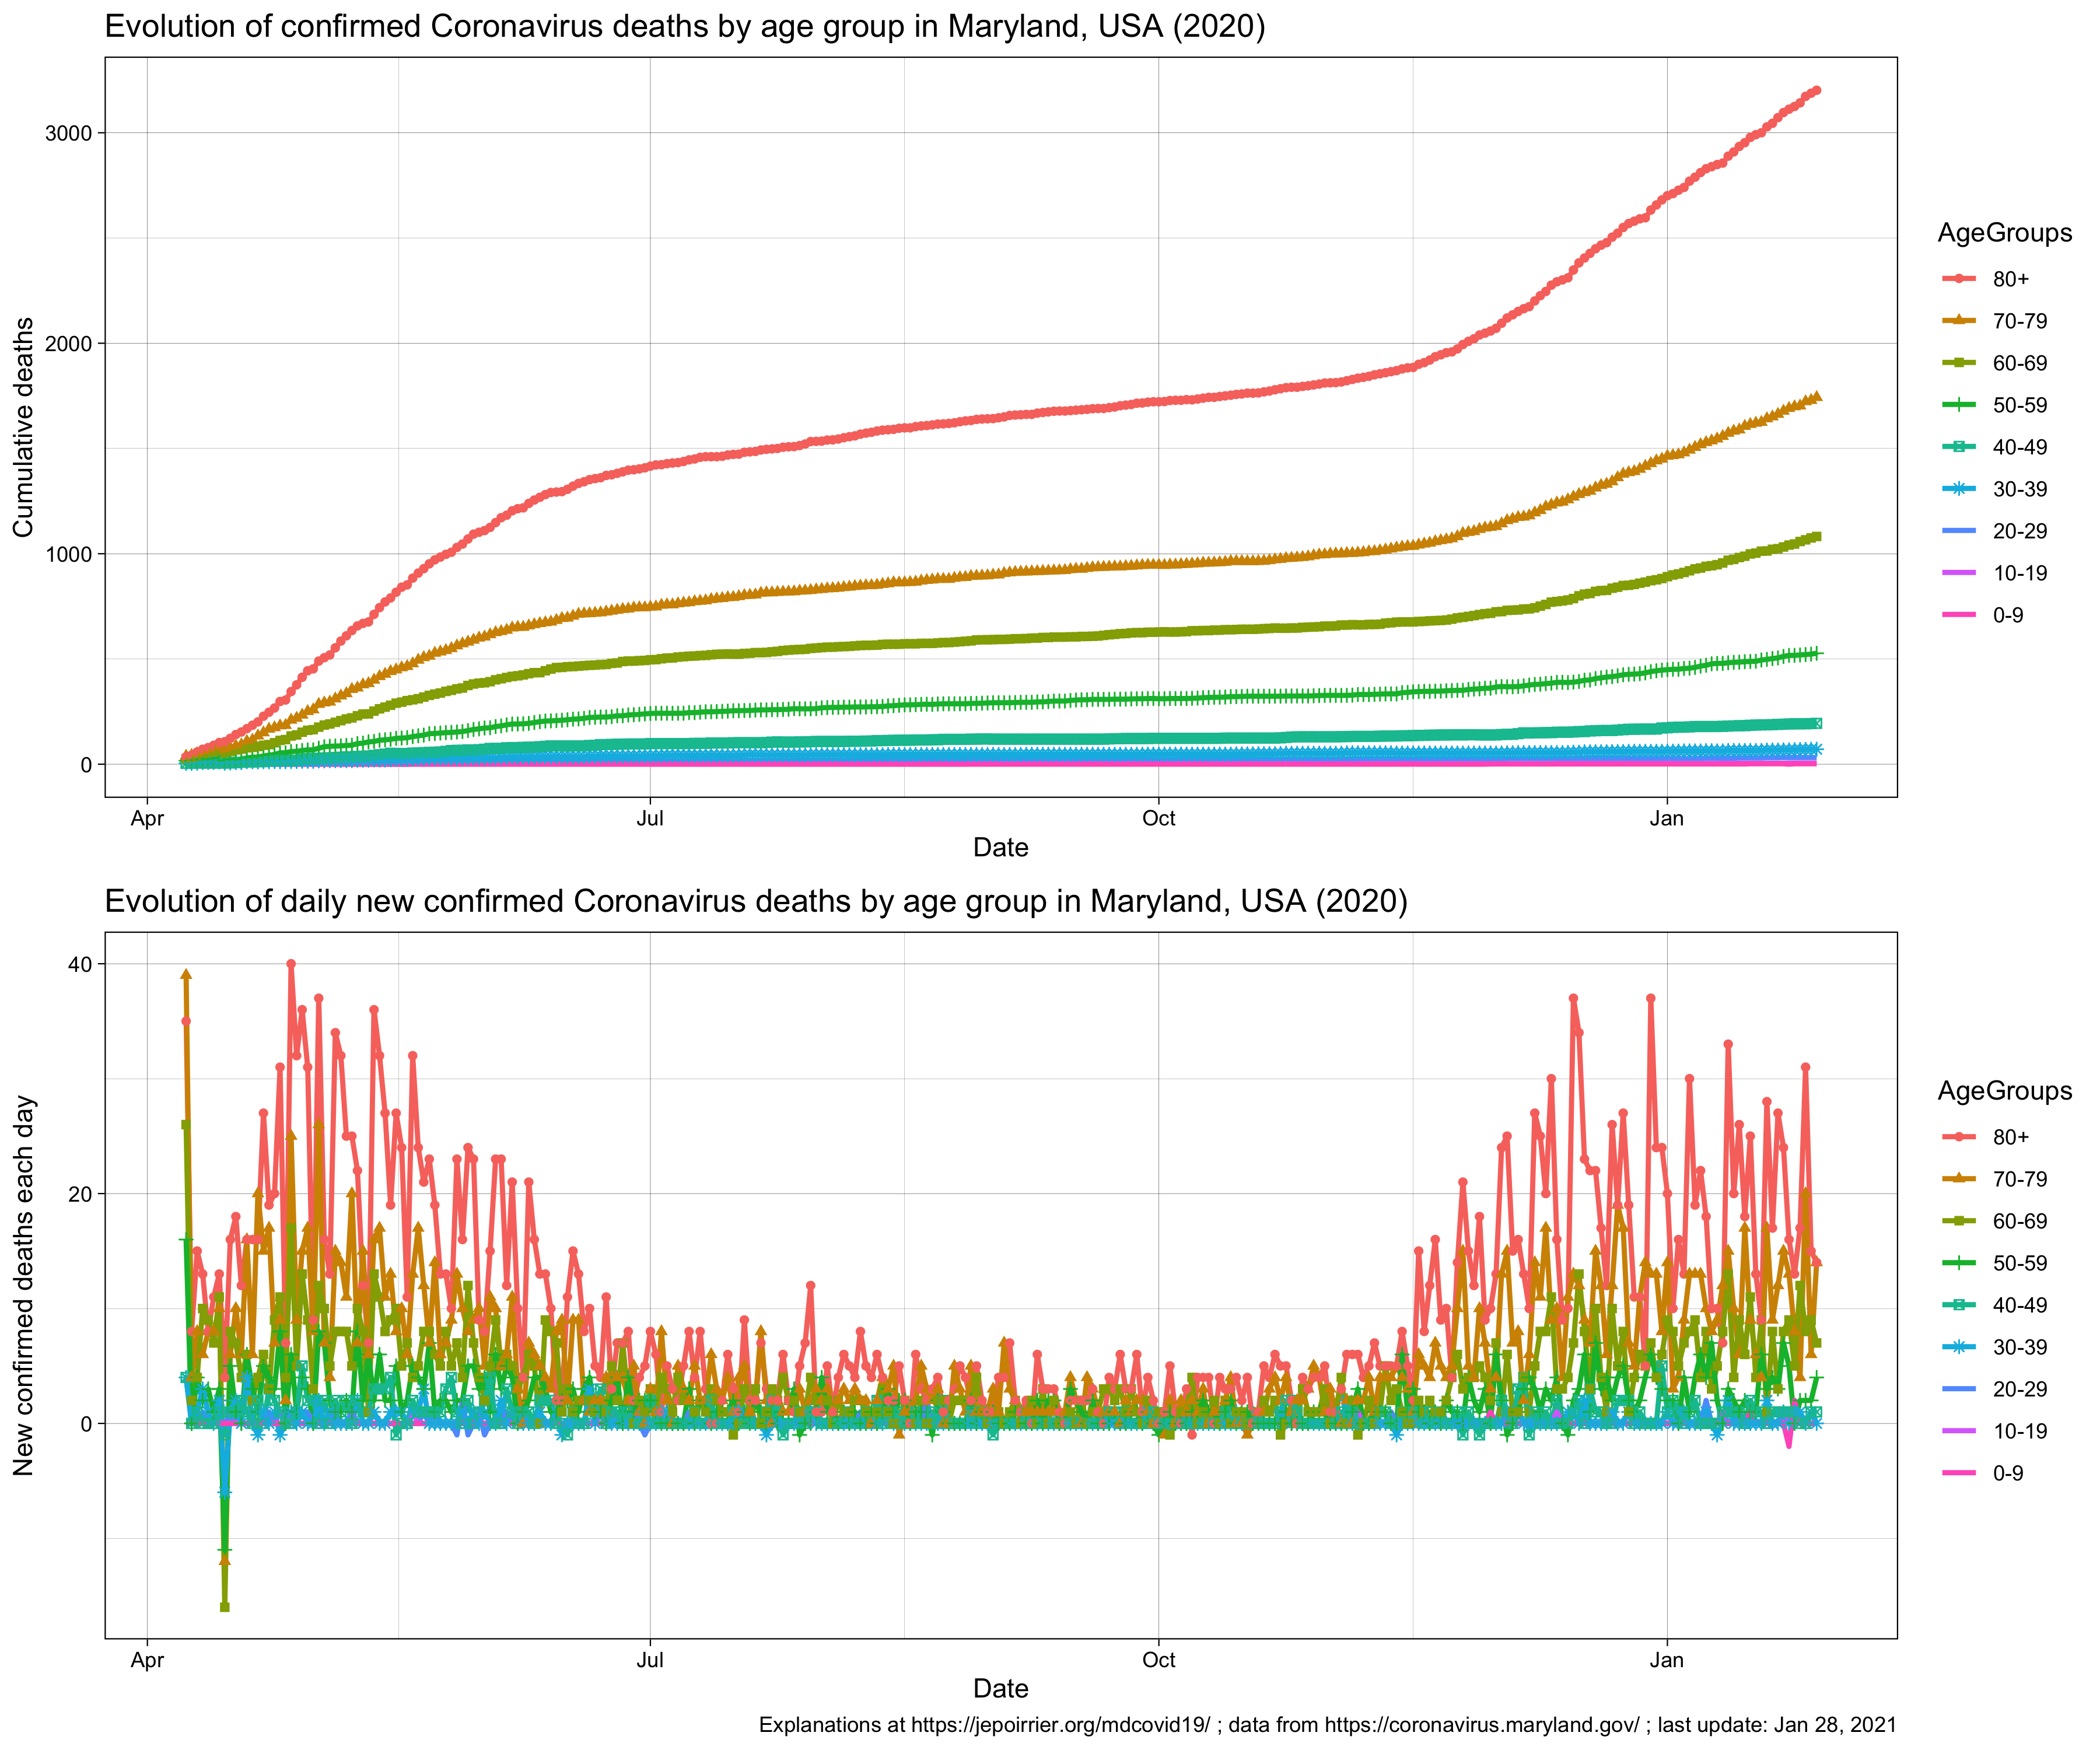 Evolution of confirmed Coronavirus deaths by age group in Maryland, USA (2020)
3000
2000
1000
0
Cumulative deaths
Apr
Jul
Oct
Jan
Date
AgeGroups
80+
70-79
60-69
50-59
40-49
30-39
20-29
10-19
0-9
Evolution of daily new confirmed Coronavirus deaths by age group in Maryland, USA (2020)
40
20
0
New confirmed deaths each day
Apr
Jul
Oct
Jan
Date
AgeGroups
80+
70-79
60-69
50-59
40-49
30-39
20-29
10-19
0-9
Explanations at https://jepoirrier.org/mdcovid19/ ; data from https://coronavirus.maryland.gov/ ; last update: Jan 28, 2021